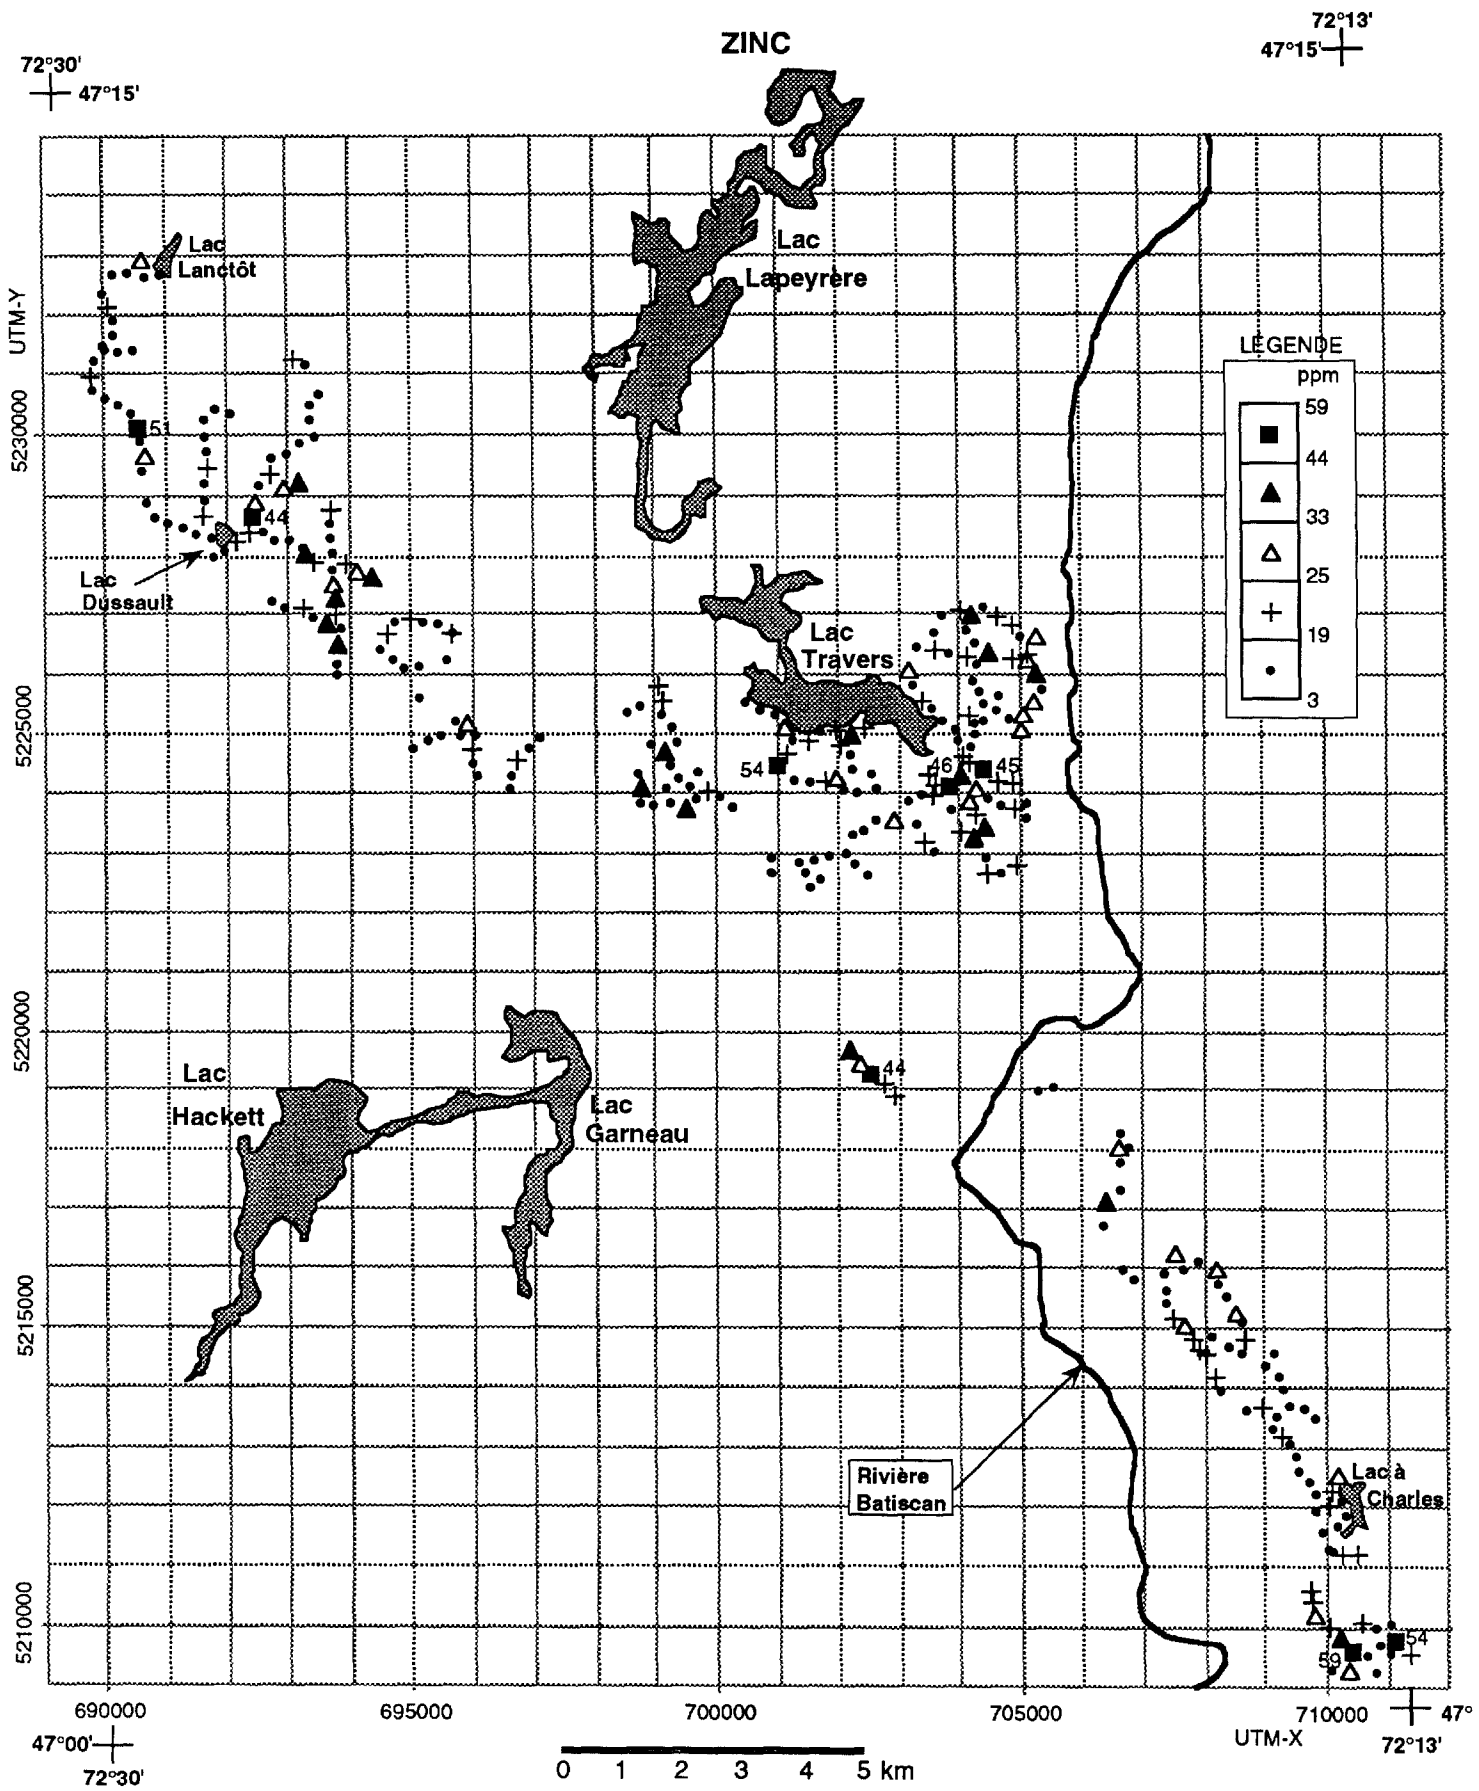 ZINC
72°30'
47°15'
72°13'
47°15'
UTM-Y
5230000
5225000
5220000
5215000
5210000
Lac
Lanctôt
Lac
Lapeyrère
LÉGENDE
ppm
59
44
33
25
19
3
51
44
Lac
Dussault
Lac
Travers
54
46
45
44
Lac
Hackett
Lac
Garneau
Rivière
Batiscan
Lac à
Charles
54
59
690000
695000
700000
705000
710000
UTM-X
47°
72°13'
47°00'
72°30'
0 1 2 3 4 5 km